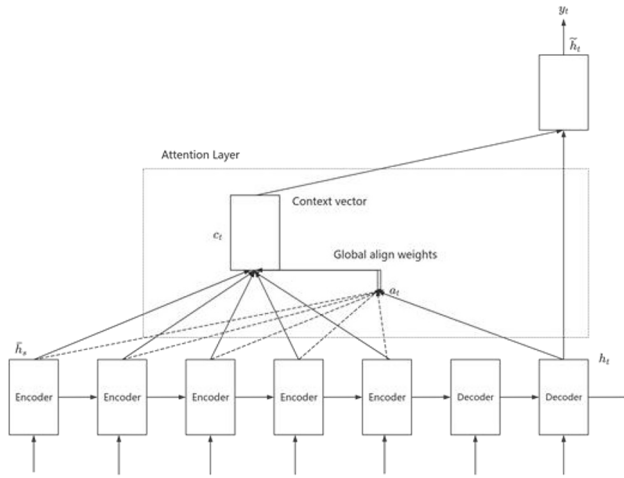 y_t
h̃_t
Attention Layer
Context vector
c_t
Global align weights
a_t
h̄_s
h_t
Encoder Encoder Encoder Encoder Encoder Decoder Decoder